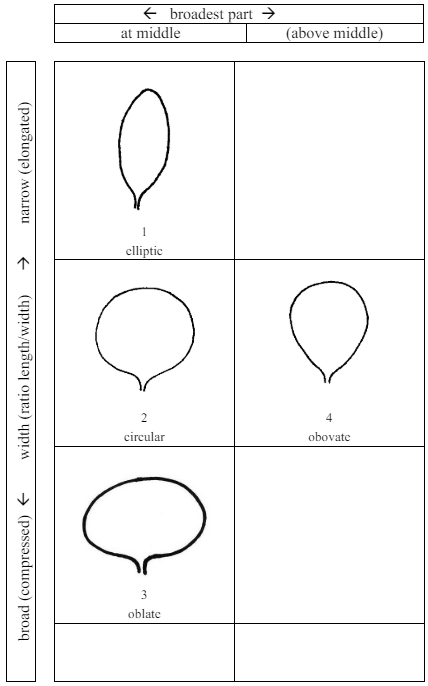 ← broadest part →
at middle (above middle)
narrow (elongated)
← width (ratio length/width) →
broad (compressed)
1
elliptic
2
circular
4
obovate
3
oblate